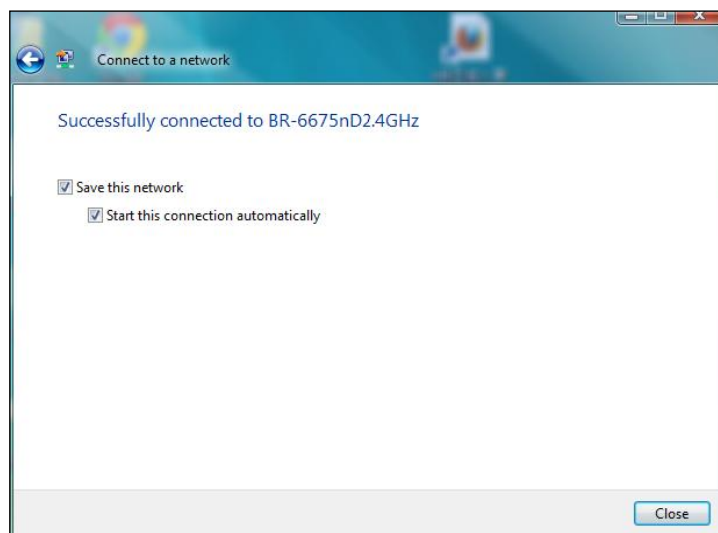 Connect to a network
Successfully connected to BR-6675nD2.4GHz
Save this network
Start this connection automatically
Close